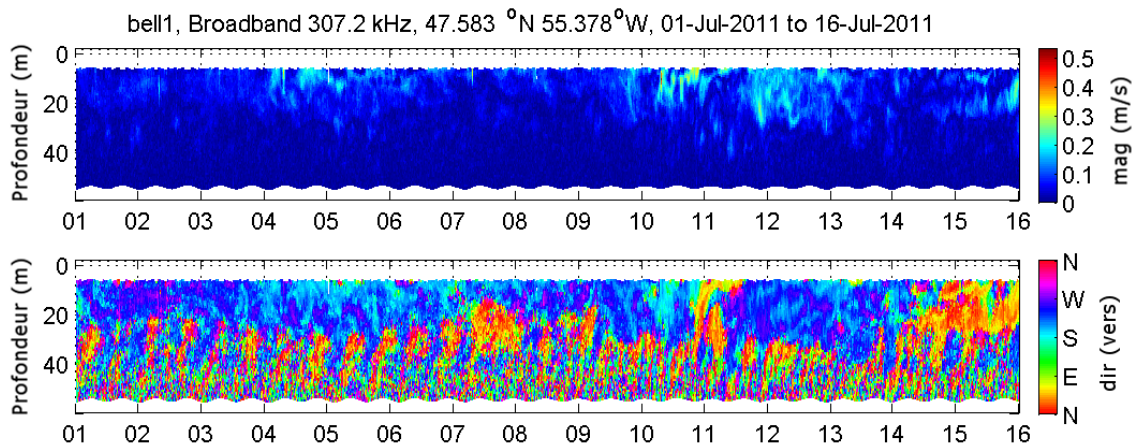 bell1, Broadband 307.2 kHz, 47.583 °N 55.378°W, 01-Jul-2011 to 16-Jul-2011
Profondeur (m)
0
20
40
01 02 03 04 05 06 07 08 09 10 11 12 13 14 15 16
0.5
0.4
0.3
0.2
0.1
0
mag (m/s)
Profondeur (m)
0
20
40
01 02 03 04 05 06 07 08 09 10 11 12 13 14 15 16
N
W
S
E
N
dir (vers)